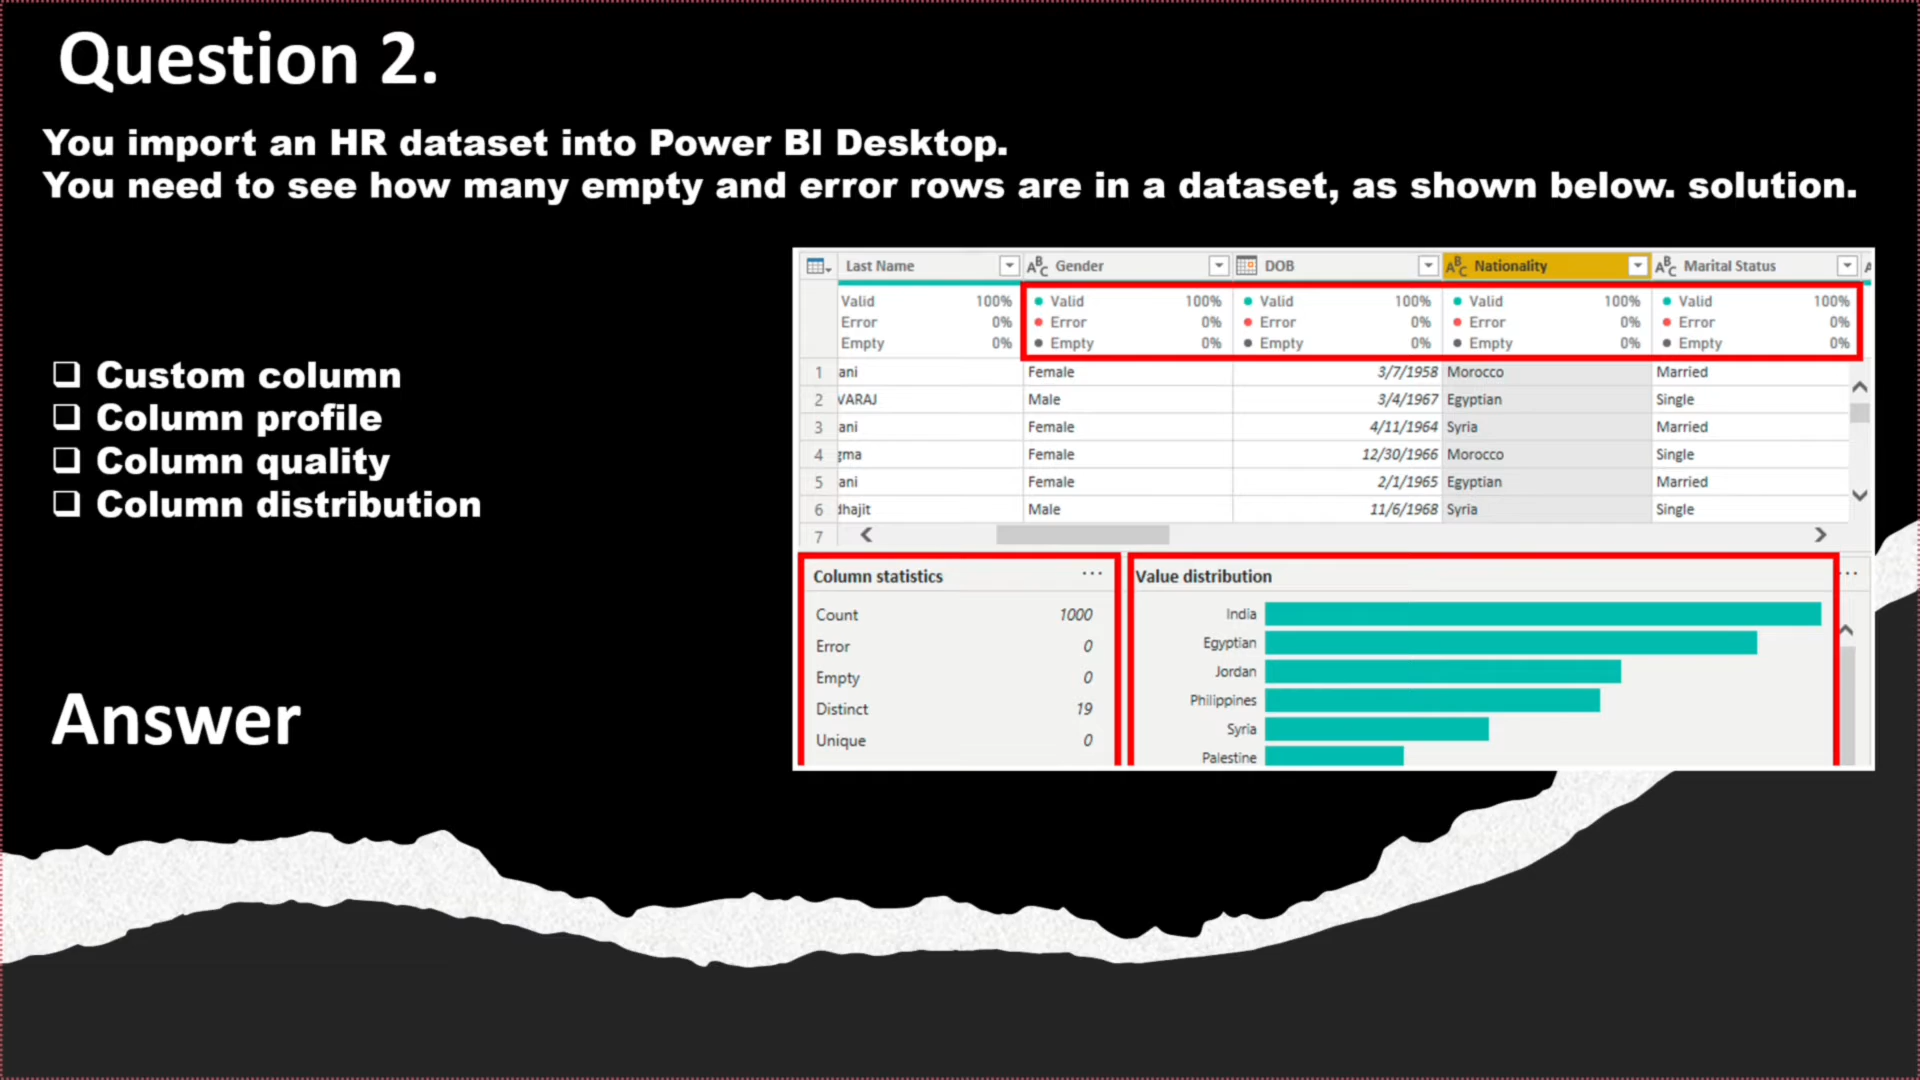 Question 2.
You import an HR dataset into Power BI Desktop.
You need to see how many empty and error rows are in a dataset, as shown below. solution.
Custom column
Column profile
Column quality
Column distribution
Answer
Last Name ABC Gender DOB ABC Nationality ABC Marital Status
Valid 100% Valid 100% Valid 100% Valid 100% Valid 100%
Error 0% Error 0% Error 0% Error 0% Error 0%
Empty 0% Empty 0% Empty 0% Empty 0% Empty 0%
1 ani Female 3/7/1958 Morocco Married
2 VARAJ Male 3/4/1967 Egyptian Single
3 ani Female 4/11/1964 Syria Married
4 gma Female 12/30/1966 Morocco Single
5 ani Female 2/1/1965 Egyptian Married
6 dhajit Male 11/6/1968 Syria Single
7
Column statistics ...
Count 1000
Error 0
Empty 0
Distinct 19
Unique 0
Value distribution ...
India
Egyptian
Jordan
Philippines
Syria
Palestine